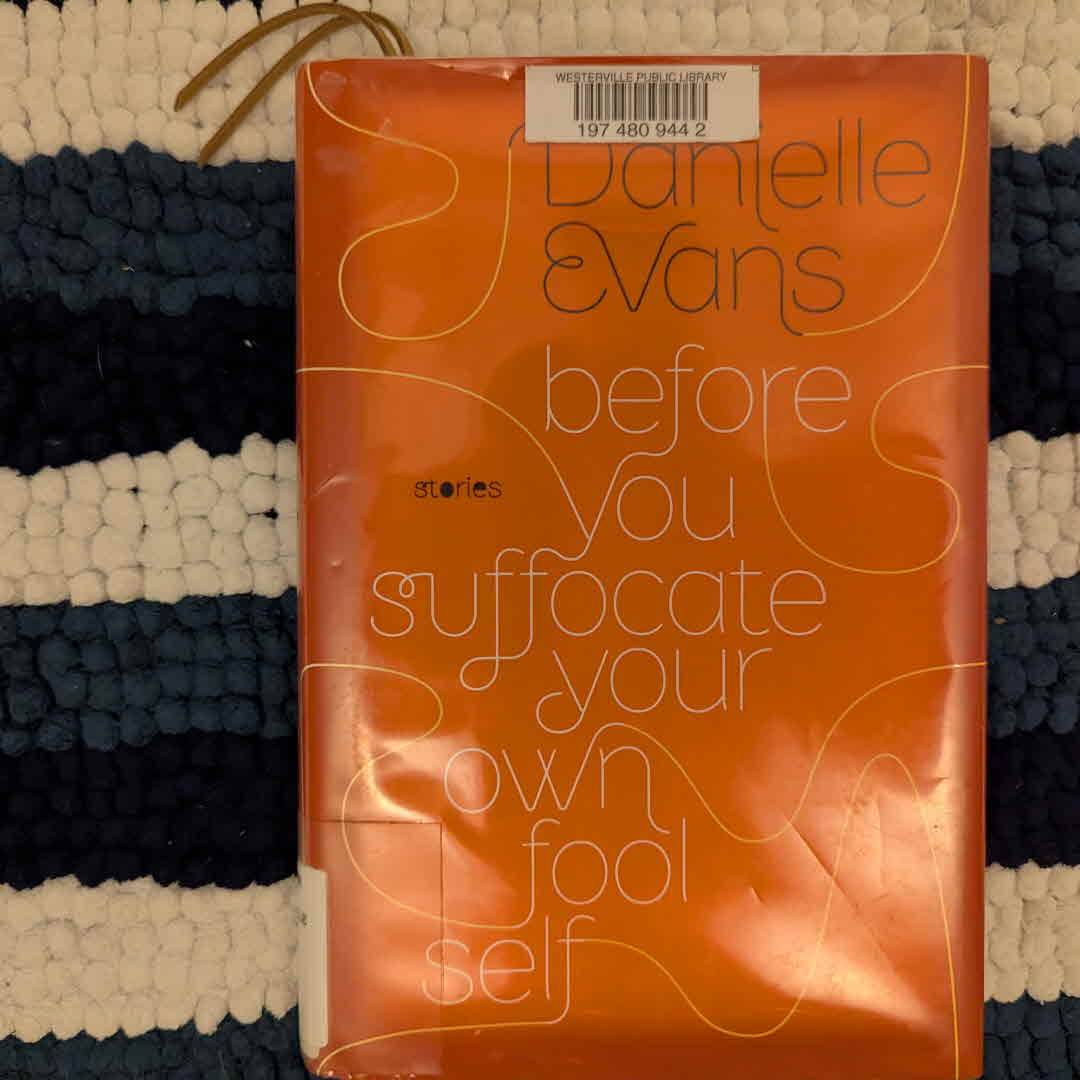 WESTERVILLE PUBLIC LIBRARY
197 480 944 2
Danielle
Evans
before
you
stories
suffocate
your
own
fool
self